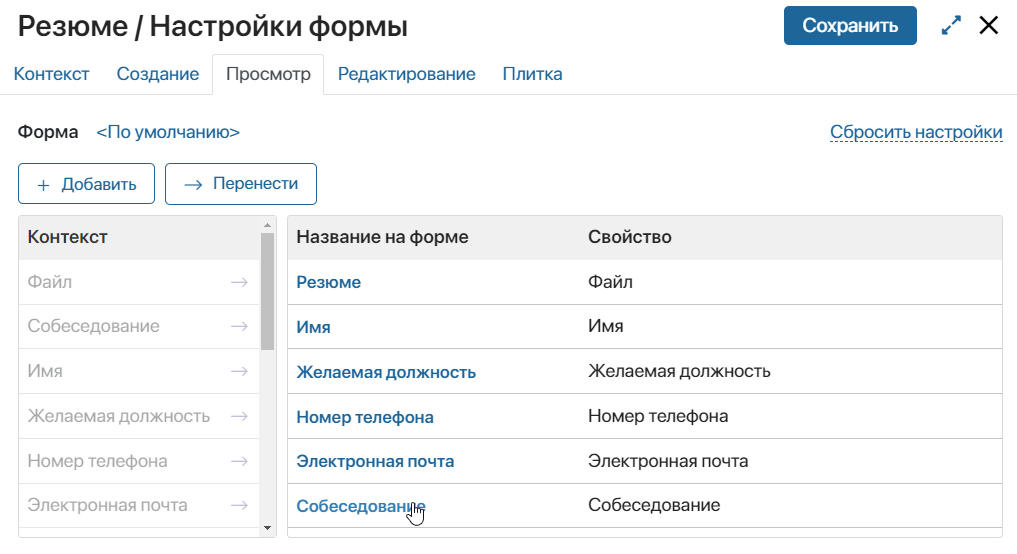 Резюме / Настройки формы Сохранить
Контекст Создание Просмотр Редактирование Плитка
Форма <По умолчанию> Сбросить настройки
+ Добавить → Перенести
Контекст Название на форме Свойство
Файл → Резюме Файл
Собеседование → Имя Имя
Имя → Желаемая должность Желаемая должность
Желаемая должность → Номер телефона Номер телефона
Номер телефона → Электронная почта Электронная почта
Электронная почта → Собеседование Собеседование